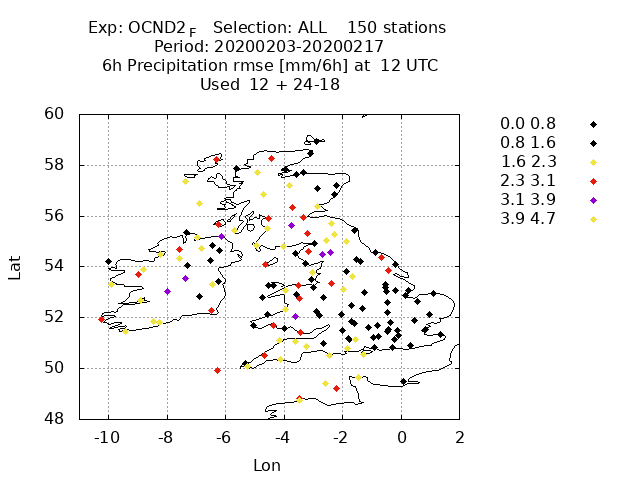 Exp: OCND2 F Selection: ALL 150 stations
Period: 20200203-20200217
6h Precipitation rmse [mm/6h] at 12 UTC
Used 12 + 24-18
60
58
56
54
52
50
48
Lat
-10 -8 -6 -4 -2 0 2
Lon
0.0 0.8
0.8 1.6
1.6 2.3
2.3 3.1
3.1 3.9
3.9 4.7